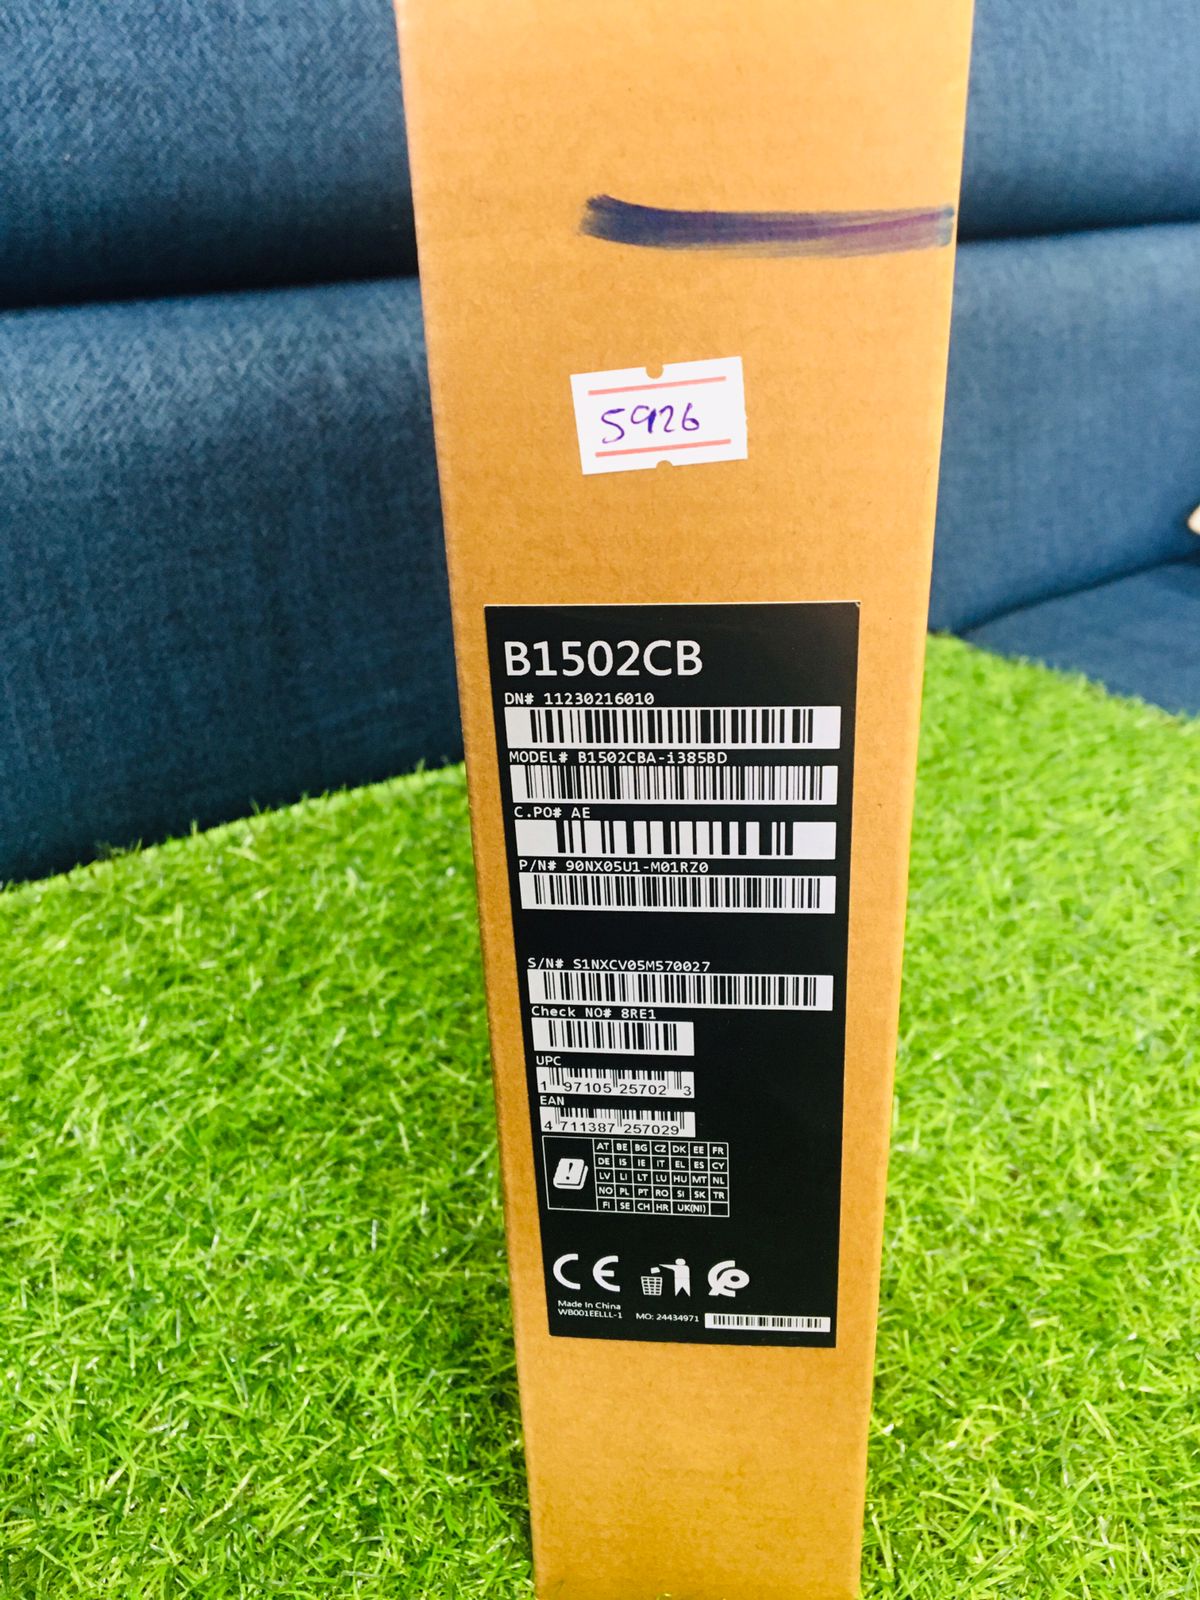 5926
B1502CB
DN# 11230216010
MODEL# B1502CBA-i385BD
C.PO# AE
P/N# 90NX05U1-M01RZ0
S/N# S1NXCV05M570027
Check NO# 8RE1
UPC
1 97105 25702 3
EAN
4 711387 257029
AT BE BG CZ DK EE FR
DE IS IE IT EL ES CY
LV LI LT LU HU MT NL
NO PL PT RO SI SK TR
FI SE CH HR UK(NI)
CE
Made In China
WB001EELLL-1 MO: 24434971